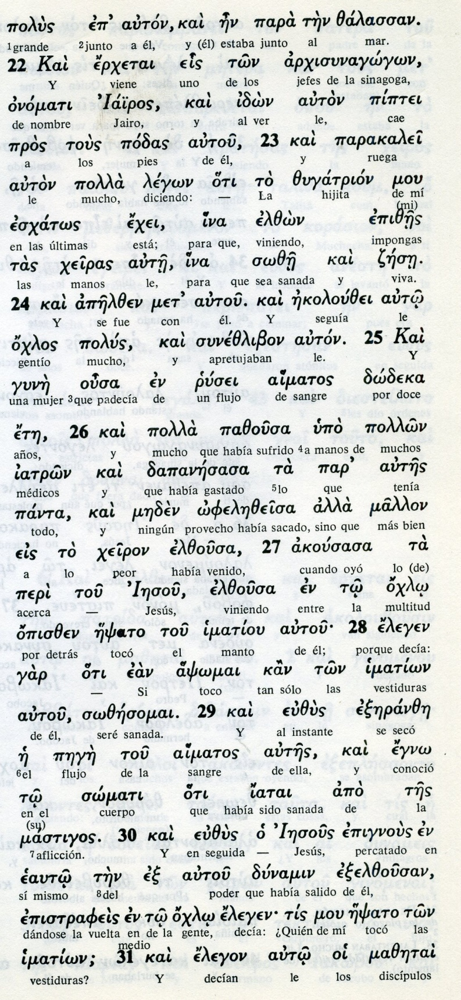 πολὺς ἐπ’ αὐτόν, καὶ ἦν παρὰ τὴν θάλασσαν.
1grande 2junto a él, y (él) estaba junto al mar.
22 Καὶ ἔρχεται εἷς τῶν ἀρχισυναγώγων,
Y viene uno de los jefes de la sinagoga,
ὀνόματι Ἰάϊρος, καὶ ἰδὼν αὐτὸν πίπτει
de nombre Jairo, y al ver le, cae
πρὸς τοὺς πόδας αὐτοῦ, 23 καὶ παρακαλεῖ
a los pies de él, y ruega
αὐτὸν πολλὰ λέγων ὅτι τὸ θυγάτριόν μου
le mucho, diciendo: — La hijita de mí
(mi)
ἐσχάτως ἔχει, ἵνα ἐλθὼν ἐπιθῇς
en las últimas está; para que, viniendo, impongas
τὰς χεῖρας αὐτῇ, ἵνα σωθῇ καὶ ζήσῃ.
las manos le, para que sea sanada y viva.
24 καὶ ἀπῆλθεν μετ’ αὐτοῦ. καὶ ἠκολούθει αὐτῷ
Y se fue con él. Y seguía le
ὄχλος πολύς, καὶ συνέθλιβον αὐτόν. 25 Καὶ
gentío mucho, y apretujaban le. Y
γυνὴ οὖσα ἐν ῥύσει αἵματος δώδεκα
una mujer 3que padecía de un flujo de sangre por doce
ἔτη, 26 καὶ πολλὰ παθοῦσα ὑπὸ πολλῶν
años, y mucho que había sufrido 4a manos de muchos
ἰατρῶν καὶ δαπανήσασα τὰ παρ’ αὐτῆς
médicos y que había gastado 5lo que tenía
πάντα, καὶ μηδὲν ὠφεληθεῖσα ἀλλὰ μᾶλλον
todo, y ningún provecho había sacado, sino que más bien
εἰς τὸ χεῖρον ἐλθοῦσα, 27 ἀκούσασα τὰ
a lo peor había venido, cuando oyó lo (de)
περὶ τοῦ Ἰησοῦ, ἐλθοῦσα ἐν τῷ ὄχλῳ
acerca — Jesús, viniendo entre la multitud
ὄπισθεν ἥψατο τοῦ ἱματίου αὐτοῦ· 28 ἔλεγεν
por detrás tocó el manto de él; porque decía:
γὰρ ὅτι ἐὰν ἅψωμαι κἂν τῶν ἱματίων
— Si toco tan sólo las vestiduras
αὐτοῦ, σωθήσομαι. 29 καὶ εὐθὺς ἐξηράνθη
de él, seré sanada. Y al instante se secó
ἡ πηγὴ τοῦ αἵματος αὐτῆς, καὶ ἔγνω
6el flujo de la sangre de ella, y conoció
τῷ σώματι ὅτι ἴαται ἀπὸ τῆς
en el cuerpo que había sido sanada de la
(su)
μάστιγος. 30 καὶ εὐθὺς ὁ Ἰησοῦς ἐπιγνοὺς ἐν
7aflicción. Y en seguida — Jesús, percatado en
ἑαυτῷ τὴν ἐξ αὐτοῦ δύναμιν ἐξελθοῦσαν,
sí mismo 8del poder que había salido de él,
ἐπιστραφεὶς ἐν τῷ ὄχλῳ ἔλεγεν· τίς μου ἥψατο τῶν
dándose la vuelta en de la gente, decía: ¿Quién de mí tocó las
medio
ἱματίων; 31 καὶ ἔλεγον αὐτῷ οἱ μαθηταὶ
vestiduras? Y decían le los discípulos